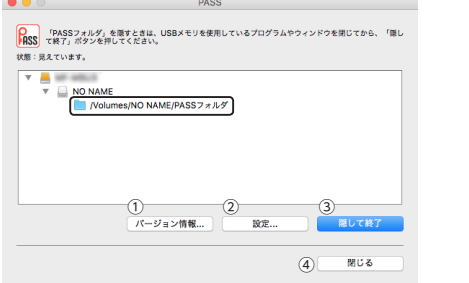 PASS
PASS
「PASSフォルダ」を隠すときは、USBメモリを使用しているプログラムやウィンドウを閉じてから、「隠し
て終了」ボタンを押してください。
状態：見えています。
NO NAME
/Volumes/NO NAME/PASSフォルダ
① ② ③
バージョン情報... 設定... 隠して終了
④ 閉じる